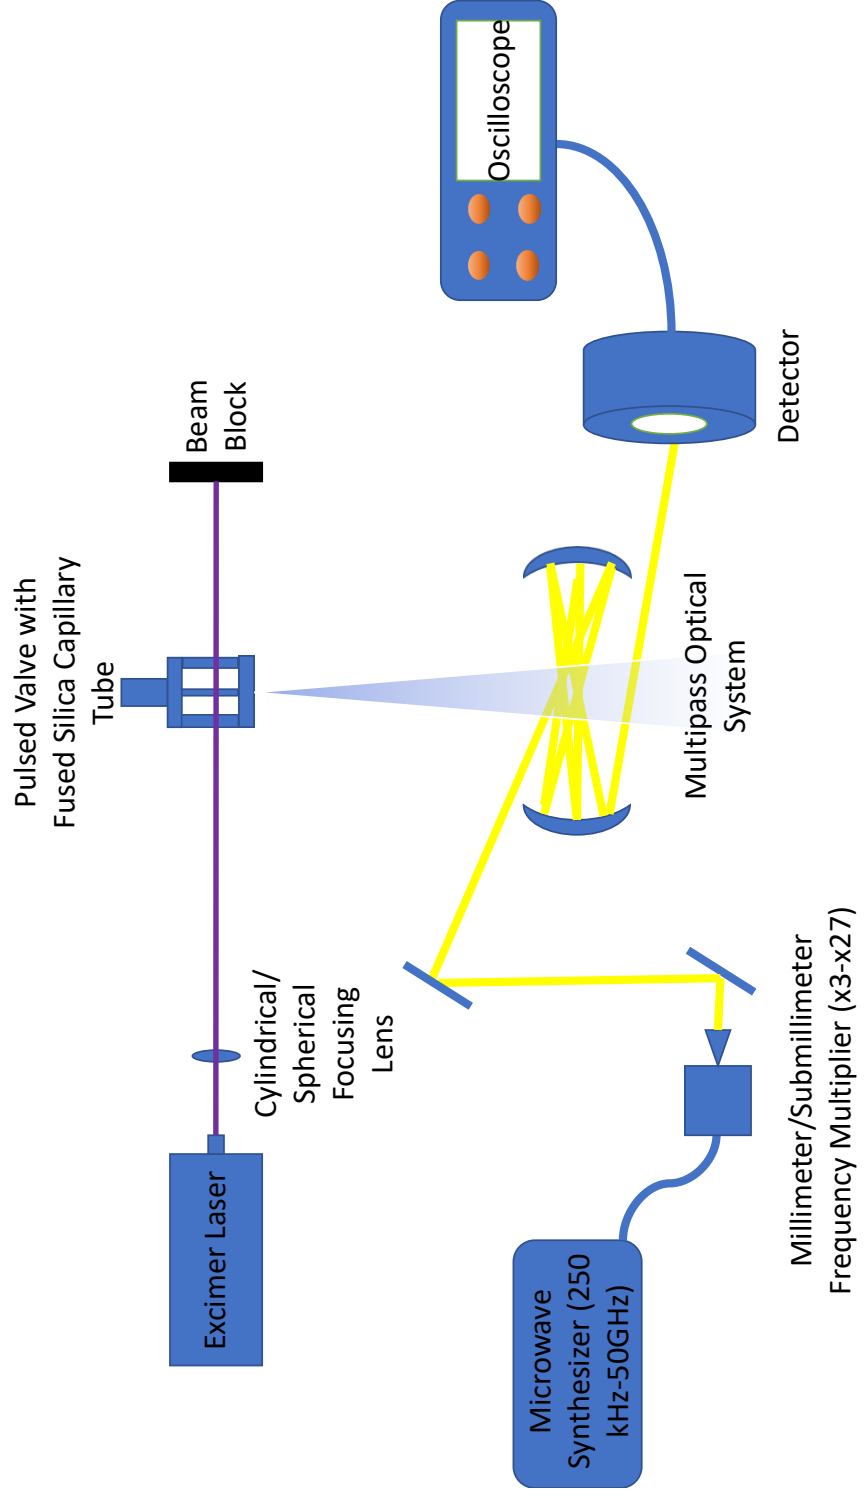 Pulsed Valve with
Fused Silica Capillary
Tube
Beam
Block
Excimer Laser
Cylindrical/
Spherical
Focusing
Lens
Oscilloscope
Detector
Multipass Optical
System
Microwave
Synthesizer (250
kHz-50GHz)
Millimeter/Submillimeter
Frequency Multiplier (x3-x27)